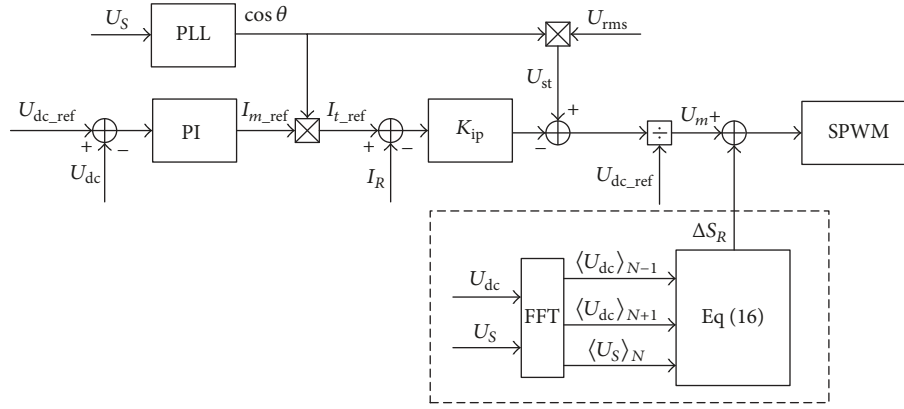 U_S
PLL
cos θ
U_rms
U_st
U_dc_ref
+
−
U_dc
PI
I_m_ref
I_t_ref
+
−
I_R
K_ip
−
+
÷
U_dc_ref
U_m
+
SPWM
ΔS_R
U_dc
U_S
FFT
⟨U_dc⟩_N−1
⟨U_dc⟩_N+1
⟨U_S⟩_N
Eq (16)